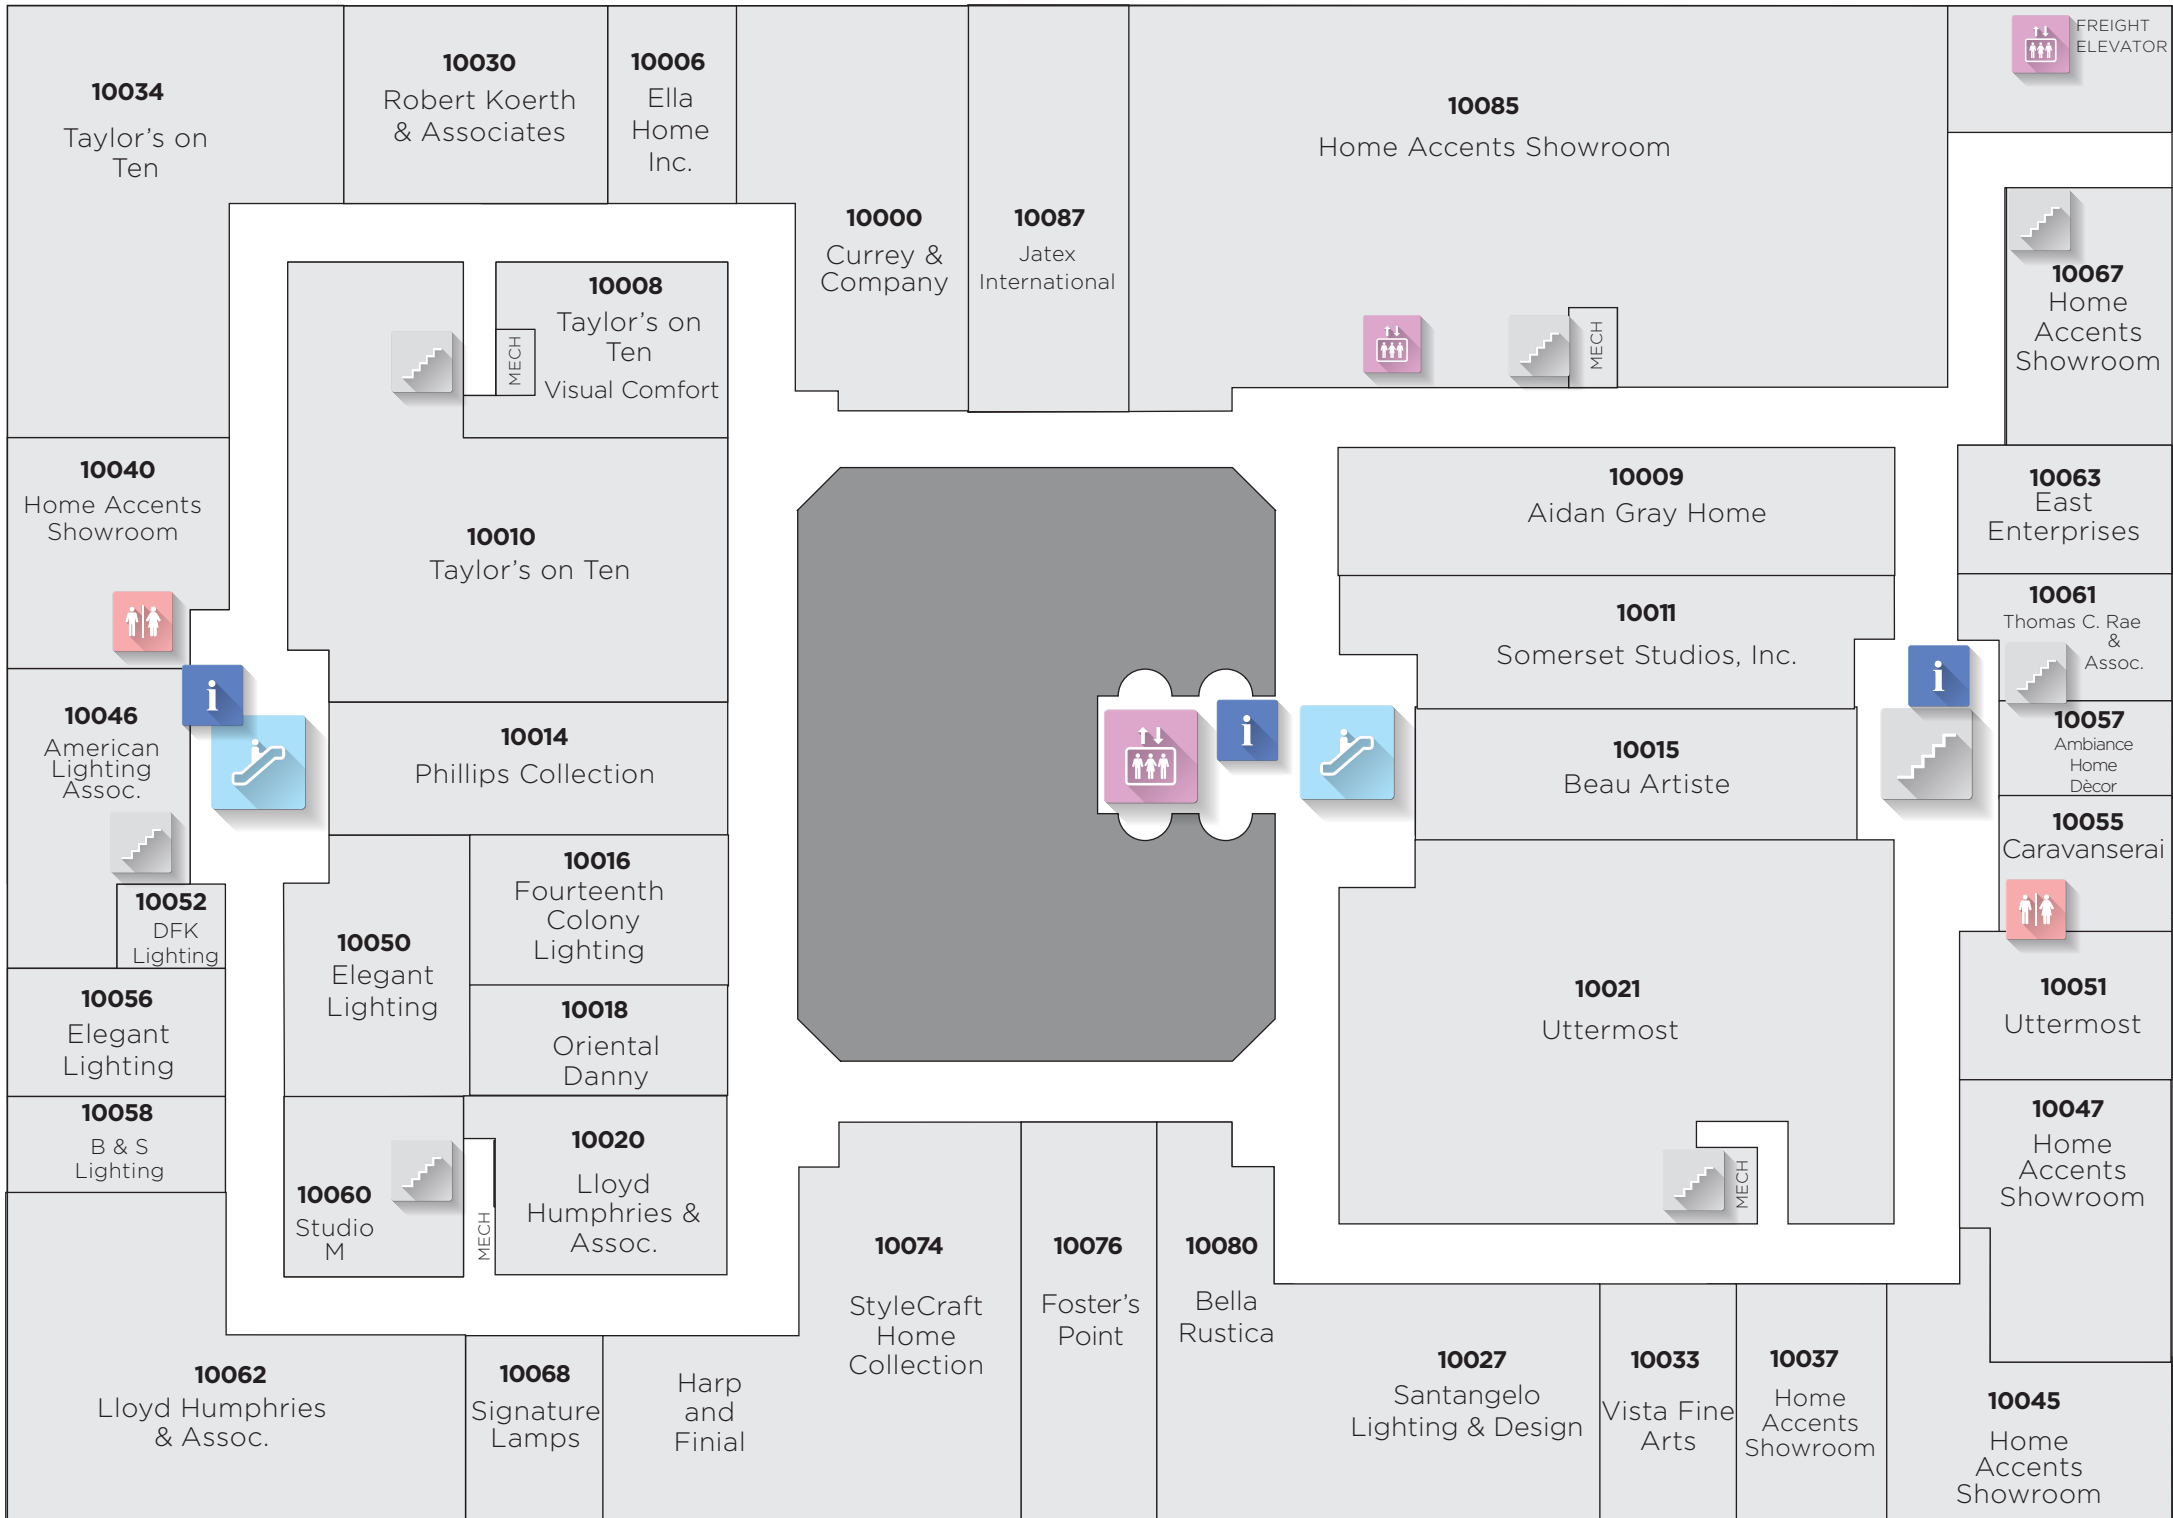 10034
Taylor's on
Ten
10030
Robert Koerth
& Associates
10006
Ella
Home
Inc.
10000
Currey &
Company
10087
Jatex
International
10085
Home Accents Showroom
MECH
FREIGHT
ELEVATOR
10067
Home
Accents
Showroom
10008
Taylor's on
Ten
Visual Comfort
MECH
10040
Home Accents
Showroom
10010
Taylor's on Ten
10009
Aidan Gray Home
10063
East
Enterprises
10011
Somerset Studios, Inc.
10061
Thomas C. Rae
&
Assoc.
i
i
i
10046
American
Lighting
Assoc.
10014
Phillips Collection
10015
Beau Artiste
10057
Ambiance
Home
Dècor
10055
Caravanserai
10052
DFK
Lighting
10050
Elegant
Lighting
10016
Fourteenth
Colony
Lighting
10021
Uttermost
MECH
10051
Uttermost
10056
Elegant
Lighting
10018
Oriental
Danny
10058
B & S
Lighting
10060
Studio
M
MECH
10020
Lloyd
Humphries &
Assoc.
10047
Home
Accents
Showroom
10062
Lloyd Humphries
& Assoc.
10068
Signature
Lamps
Harp
and
Finial
10074
StyleCraft
Home
Collection
10076
Foster's
Point
10080
Bella
Rustica
10027
Santangelo
Lighting & Design
10033
Vista Fine
Arts
10037
Home
Accents
Showroom
10045
Home
Accents
Showroom